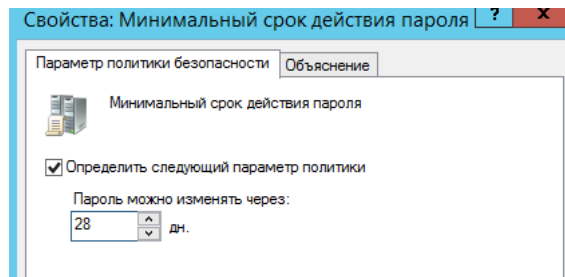 Свойства: Минимальный срок действия пароля ? x
Параметр политики безопасности Объяснение
Минимальный срок действия пароля
Определить следующий параметр политики
Пароль можно изменять через:
28 дн.